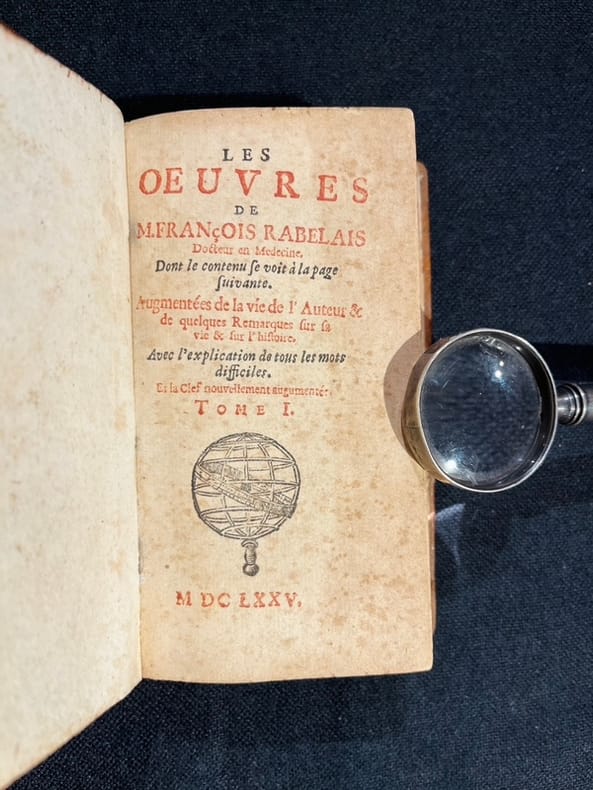 LES
OEUVRES
DE
M.FRANçOIS RABELAIS
Docteur en Medecine.
Dont le contenu ſe voit à la page
ſuivante.
Augmentées de la vie de l'Auteur &
de quelques Remarques ſur ſa
vie & ſur l'hiſtoire.
Avec l'explication de tous les mots
difficiles.
Et la Clef nouvellement augumentée.
TOME I.
M DC LXXV.